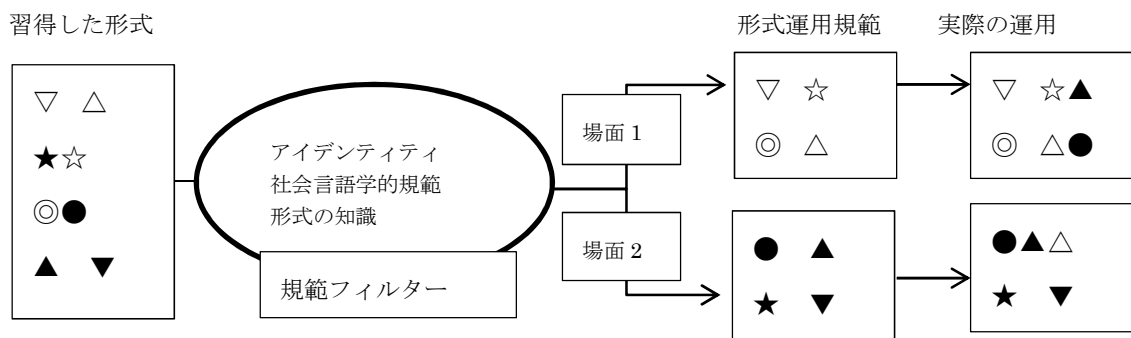 習得した形式
形式運用規範
実際の運用
▽ △
★☆
◎●
▲ ▼
アイデンティティ
社会言語学的規範
形式の知識
規範フィルター
場面 1
場面 2
▽ ☆
◎ △
● ▲
★ ▼
▽ ☆▲
◎ △●
●▲△
★ ▼